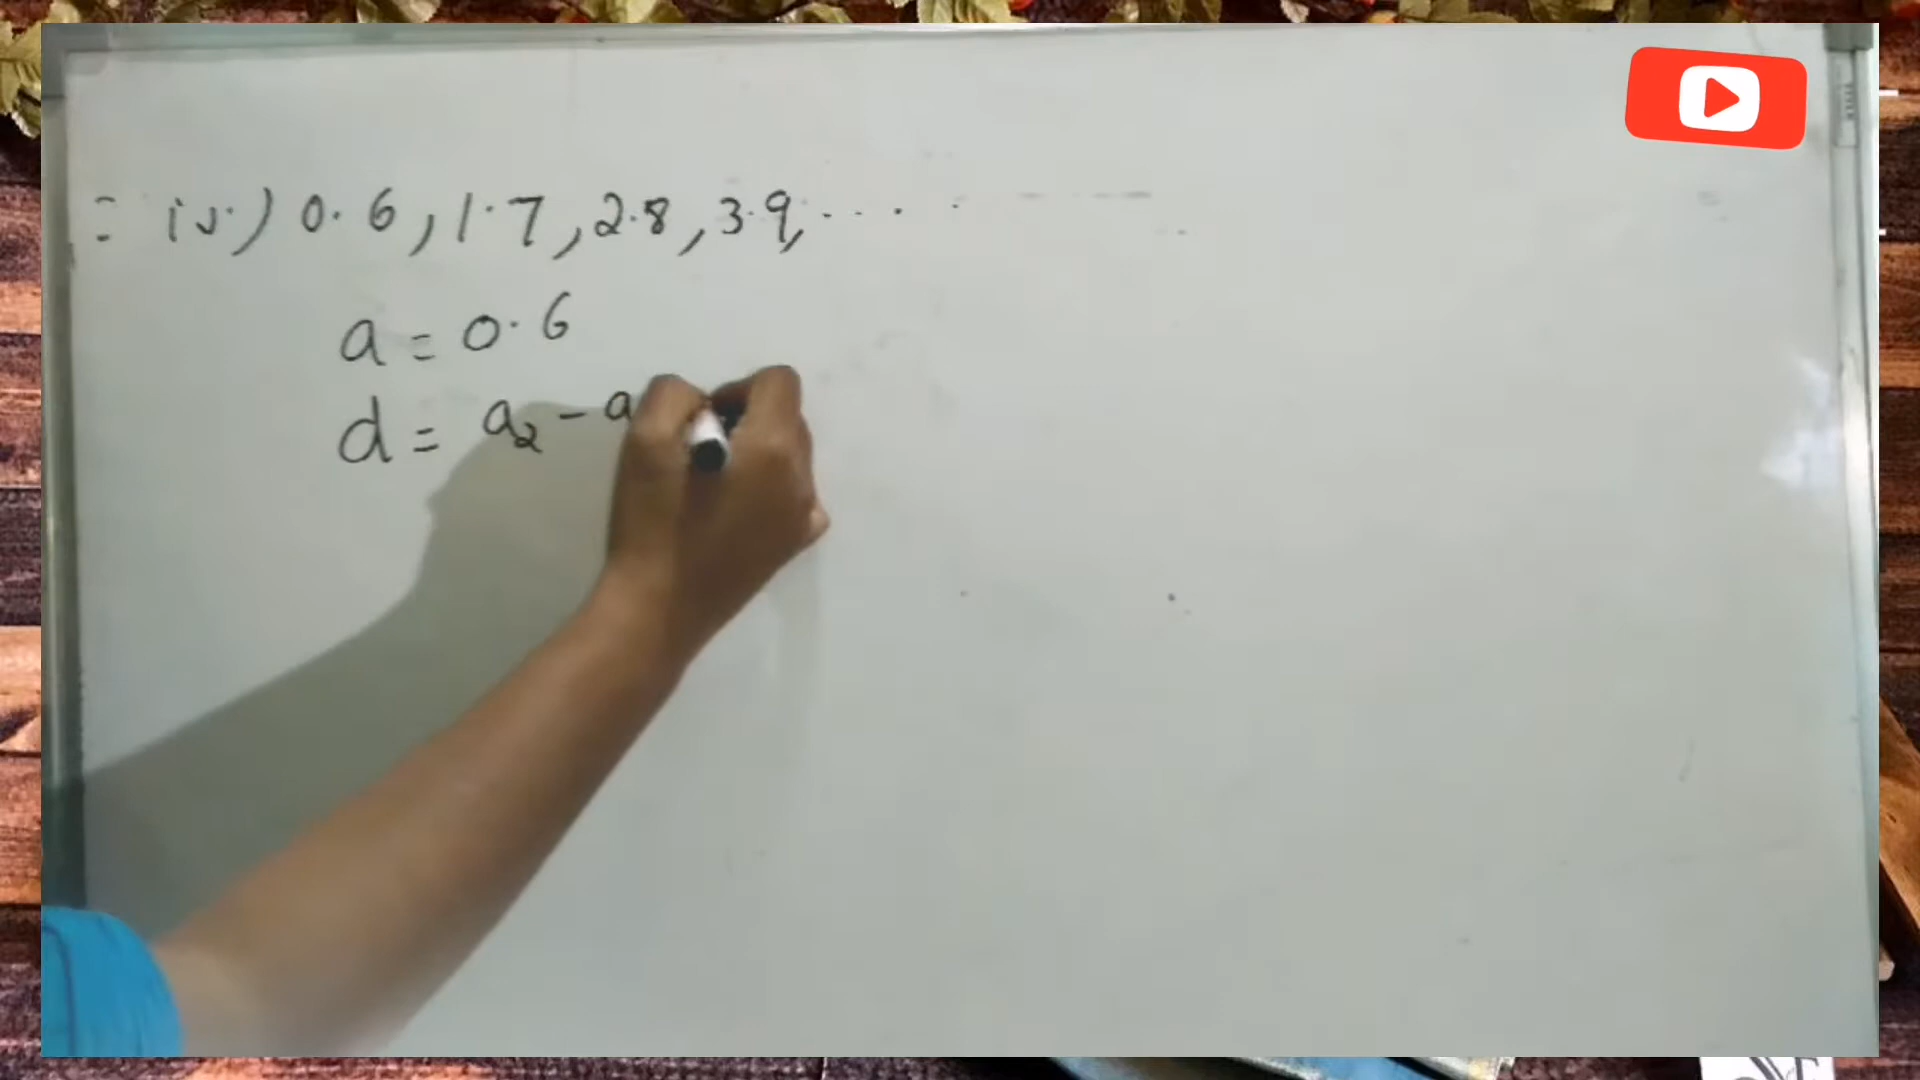 = iv.) 0.6, 1.7, 2.8, 3.9, .....
a = 0.6
d = a₂ - a